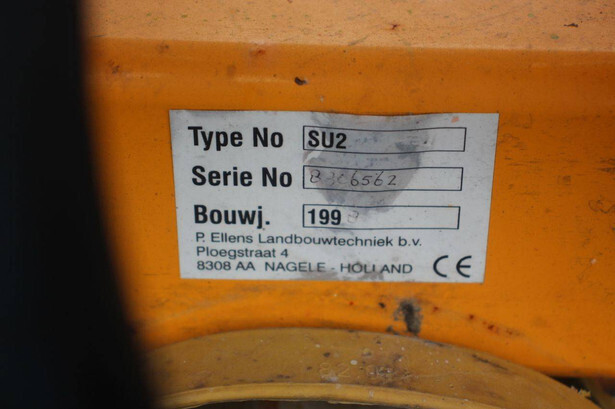 Type No SU2
Serie No
Bouwj. 199
P. Ellens Landbouwtechniek b.v.
Ploegstraat 4
8308 AA NAGELE - HOLLAND CE